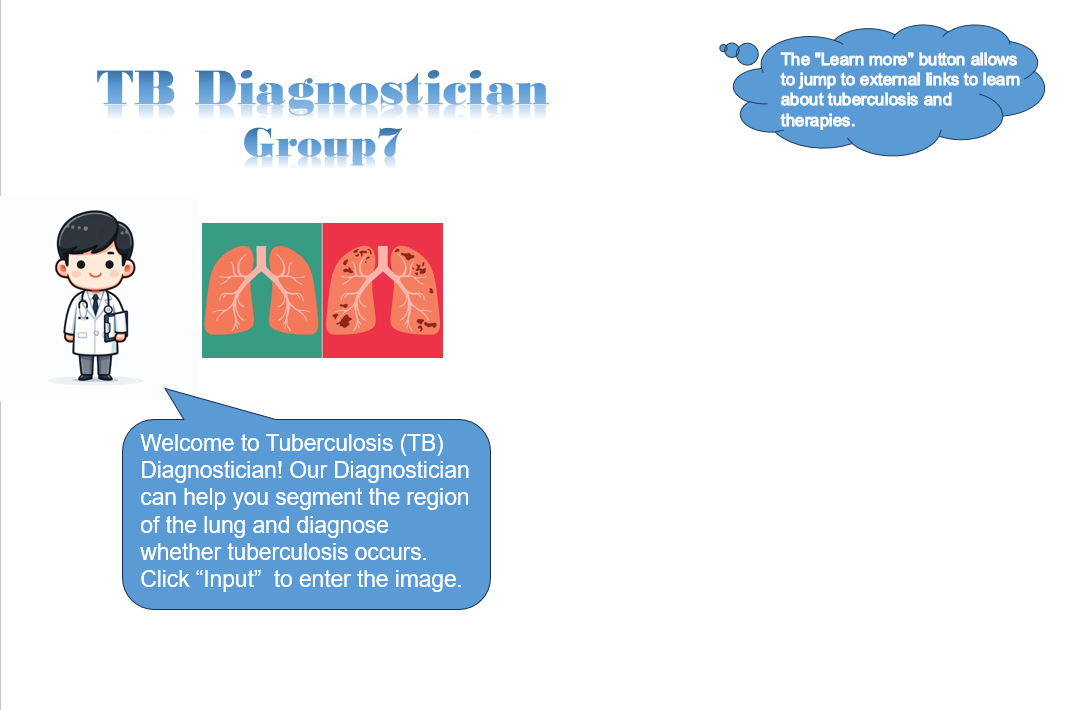 TB Diagnostician
Group7
The "Learn more" button allows
to jump to external links to learn
about tuberculosis and
therapies.
Welcome to Tuberculosis (TB)
Diagnostician! Our Diagnostician
can help you segment the region
of the lung and diagnose
whether tuberculosis occurs.
Click “Input”  to enter the image.